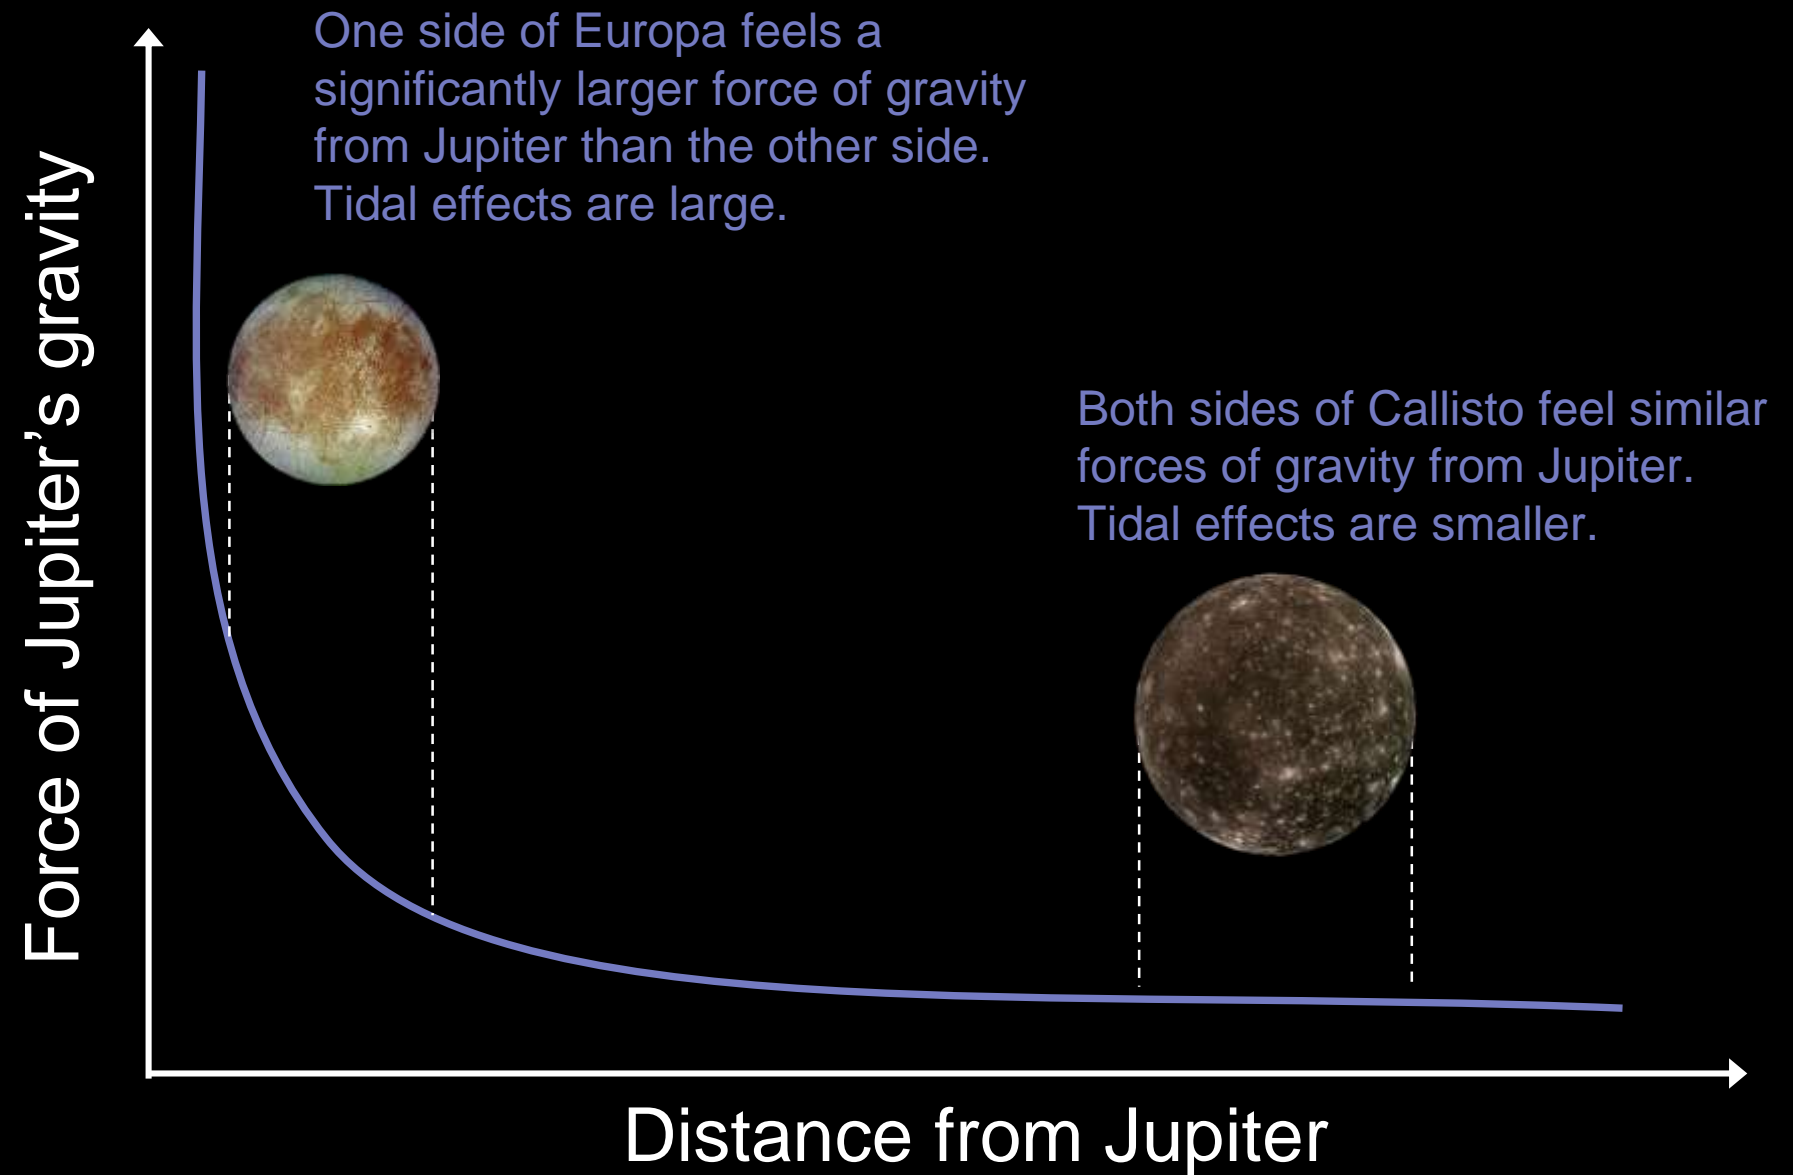 One side of Europa feels a
significantly larger force of gravity
from Jupiter than the other side.
Tidal effects are large.
Force of Jupiter’s gravity
Both sides of Callisto feel similar
forces of gravity from Jupiter.
Tidal effects are smaller.
Distance from Jupiter